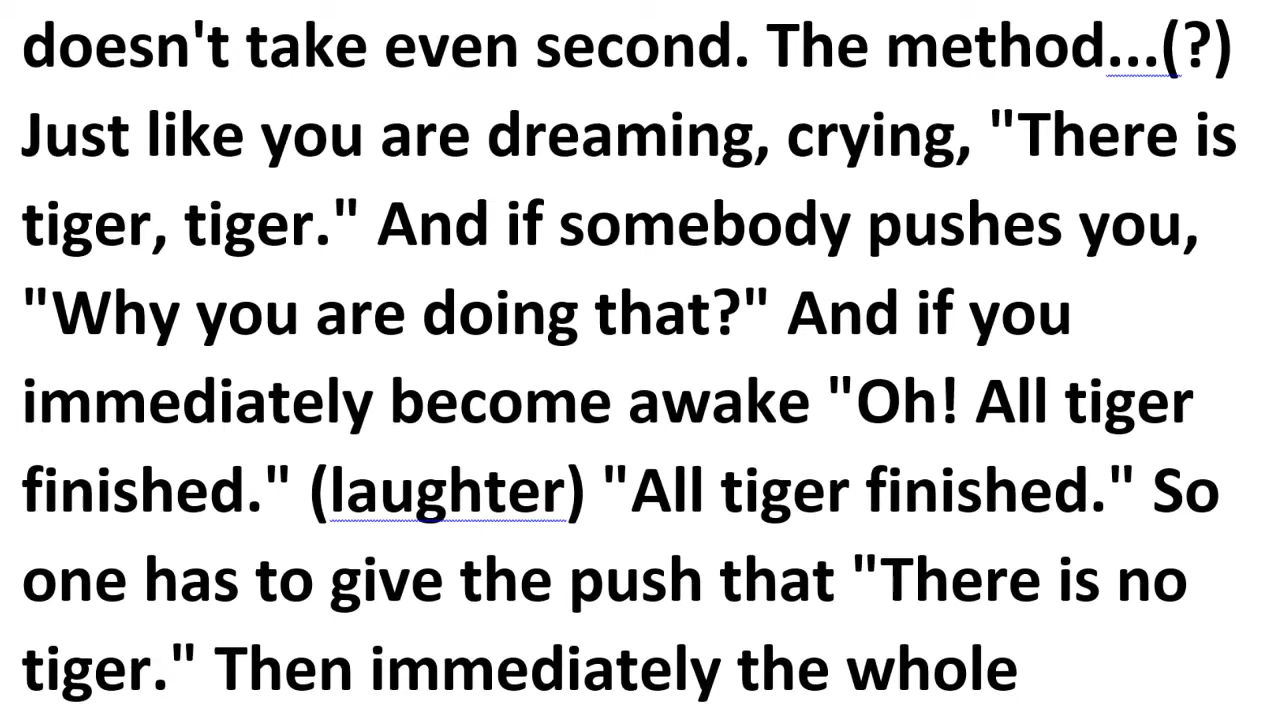 doesn't take even second. The method...(?)
Just like you are dreaming, crying, "There is
tiger, tiger." And if somebody pushes you,
"Why you are doing that?" And if you
immediately become awake "Oh! All tiger
finished." (laughter) "All tiger finished." So
one has to give the push that "There is no
tiger." Then immediately the whole